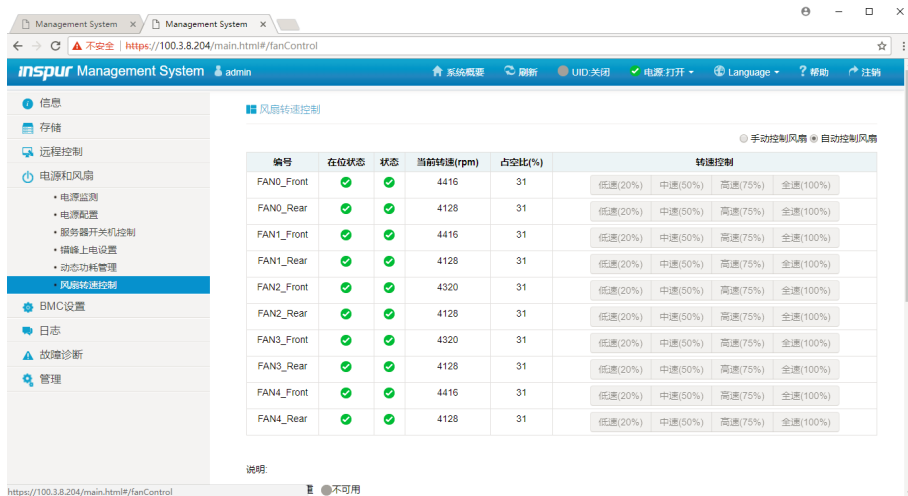 Management System
Management System
不安全 https://100.3.8.204/main.html#/fanControl
inspur Management System admin 系统概要 刷新 UID:关闭 电源:打开 Language 帮助 注销
信息
存储
远程控制
电源和风扇
电源监测
电源配置
服务器开关机控制
错峰上电设置
动态功耗管理
风扇转速控制
BMC设置
日志
故障诊断
管理
风扇转速控制
手动控制风扇 自动控制风扇
编号 在位状态 状态 当前转速(rpm) 占空比(%) 转速控制
FAN0_Front 4416 31 低速(20%) 中速(50%) 高速(75%) 全速(100%)
FAN0_Rear 4128 31 低速(20%) 中速(50%) 高速(75%) 全速(100%)
FAN1_Front 4416 31 低速(20%) 中速(50%) 高速(75%) 全速(100%)
FAN1_Rear 4128 31 低速(20%) 中速(50%) 高速(75%) 全速(100%)
FAN2_Front 4320 31 低速(20%) 中速(50%) 高速(75%) 全速(100%)
FAN2_Rear 4128 31 低速(20%) 中速(50%) 高速(75%) 全速(100%)
FAN3_Front 4320 31 低速(20%) 中速(50%) 高速(75%) 全速(100%)
FAN3_Rear 4128 31 低速(20%) 中速(50%) 高速(75%) 全速(100%)
FAN4_Front 4416 31 低速(20%) 中速(50%) 高速(75%) 全速(100%)
FAN4_Rear 4128 31 低速(20%) 中速(50%) 高速(75%) 全速(100%)
说明:
重 不可用
https://100.3.8.204/main.html#/fanControl